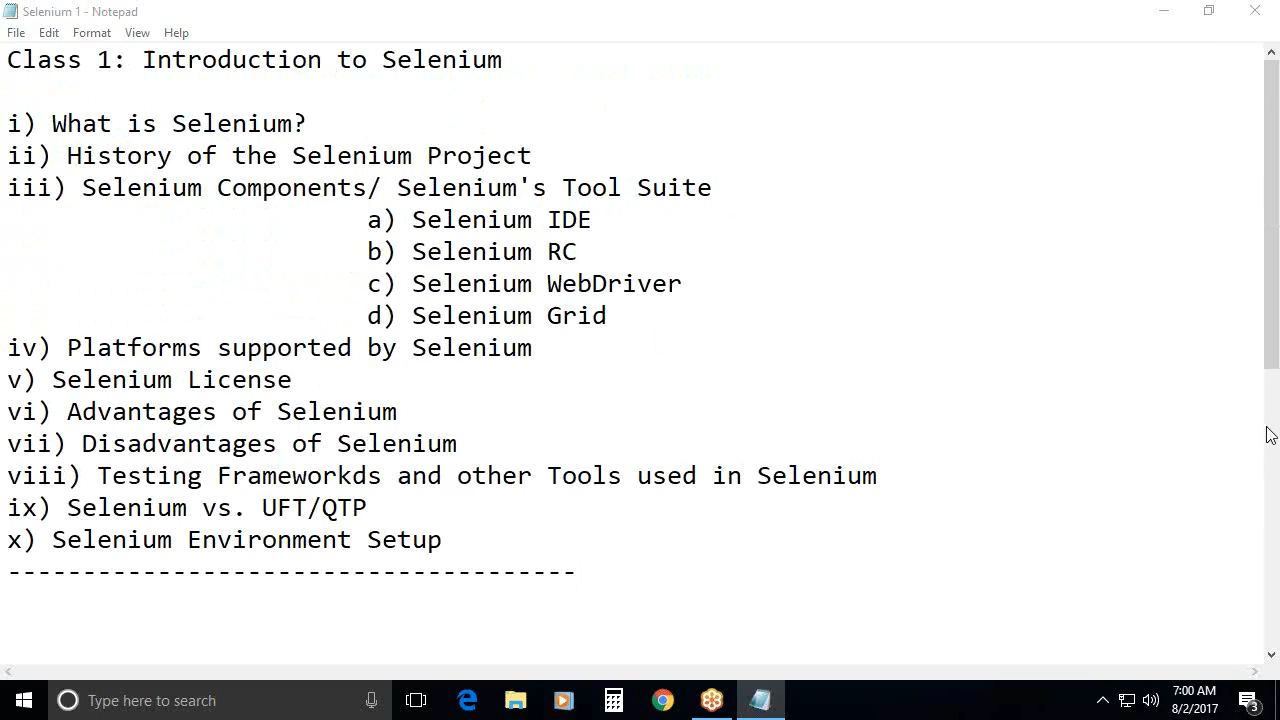 Selenium 1 - Notepad
File Edit Format View Help
Class 1: Introduction to Selenium
i) What is Selenium?
ii) History of the Selenium Project
iii) Selenium Components/ Selenium's Tool Suite
a) Selenium IDE
b) Selenium RC
c) Selenium WebDriver
d) Selenium Grid
iv) Platforms supported by Selenium
v) Selenium License
vi) Advantages of Selenium
vii) Disadvantages of Selenium
viii) Testing Frameworkds and other Tools used in Selenium
ix) Selenium vs. UFT/QTP
x) Selenium Environment Setup
--------------------------------------
Type here to search
7:00 AM
8/2/2017
3